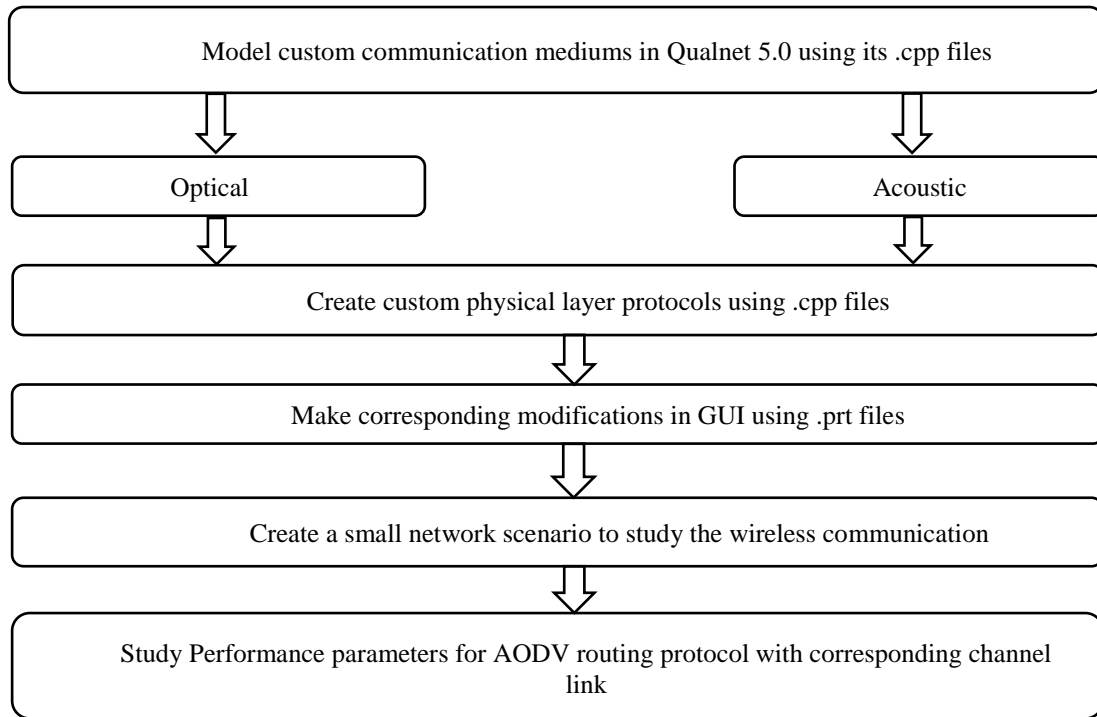 Model custom communication mediums in Qualnet 5.0 using its .cpp files
Optical
Acoustic
Create custom physical layer protocols using .cpp files
Make corresponding modifications in GUI using .prt files
Create a small network scenario to study the wireless communication
Study Performance parameters for AODV routing protocol with corresponding channel
link